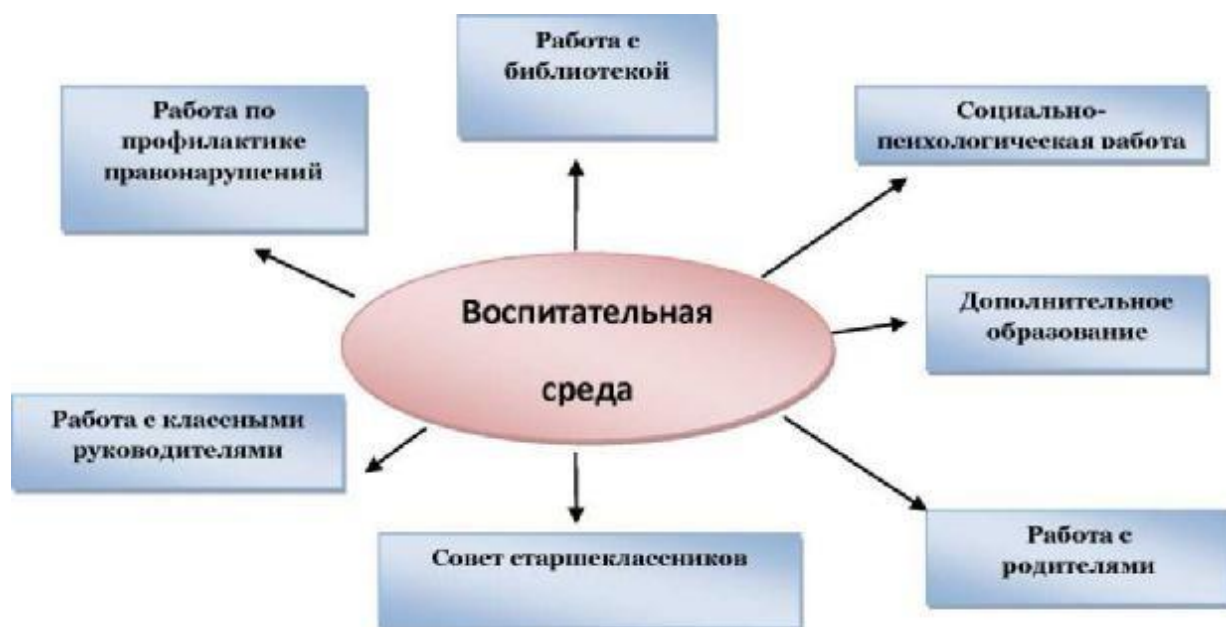 Работа с
библиотекой
Работа по
профилактике
правонарушений
Социально-
психологическая работа
Воспитательная
среда
Дополнительное
образование
Работа с классными
руководителями
Совет старшеклассников
Работа с
родителями